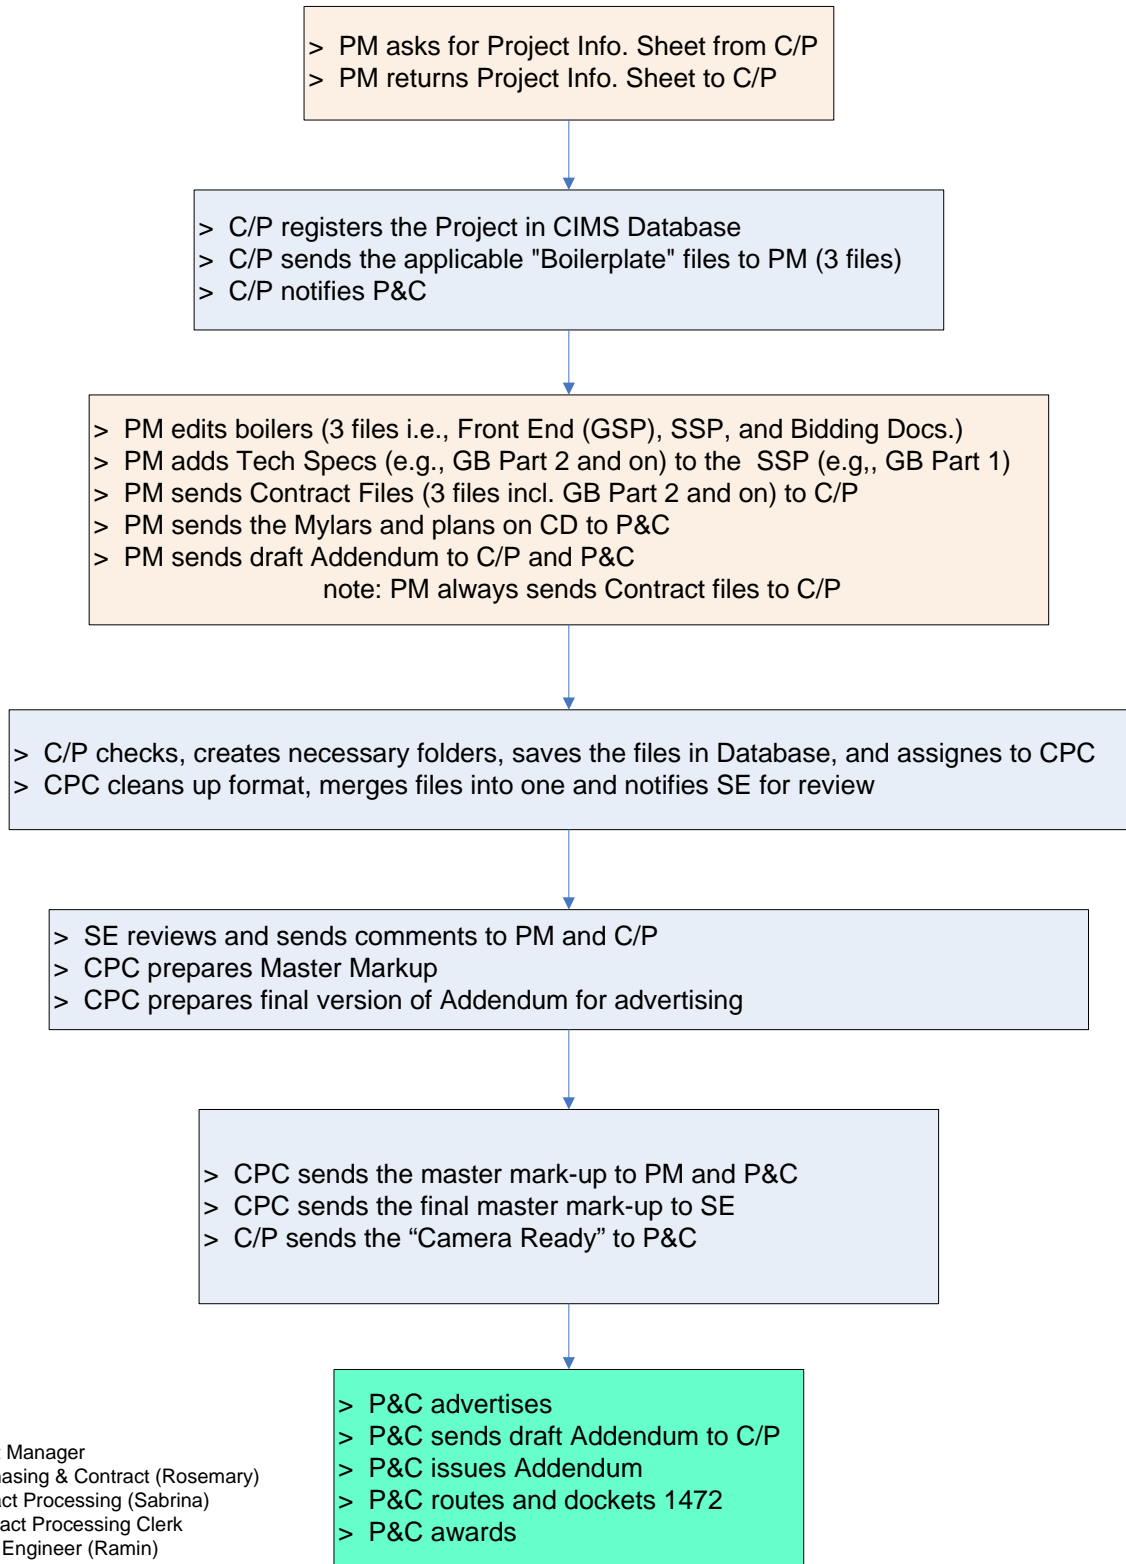 > PM asks for Project Info. Sheet from C/P
> PM returns Project Info. Sheet to C/P
> C/P registers the Project in CIMS Database
> C/P sends the applicable "Boilerplate" files to PM (3 files)
> C/P notifies P&C
> PM edits boilers (3 files i.e., Front End (GSP), SSP, and Bidding Docs.)
> PM adds Tech Specs (e.g., GB Part 2 and on) to the SSP (e.g,, GB Part 1)
> PM sends Contract Files (3 files incl. GB Part 2 and on) to C/P
> PM sends the Mylars and plans on CD to P&C
> PM sends draft Addendum to C/P and P&C
note: PM always sends Contract files to C/P
> C/P checks, creates necessary folders, saves the files in Database, and assignes to CPC
> CPC cleans up format, merges files into one and notifies SE for review
> SE reviews and sends comments to PM and C/P
> CPC prepares Master Markup
> CPC prepares final version of Addendum for advertising
> CPC sends the master mark-up to PM and P&C
> CPC sends the final master mark-up to SE
> C/P sends the “Camera Ready” to P&C
> P&C advertises
> P&C sends draft Addendum to C/P
> P&C issues Addendum
> P&C routes and dockets 1472
> P&C awards
Manager
& Contract (Rosemary)
Processing (Sabrina)
Processing Clerk
Engineer (Ramin)